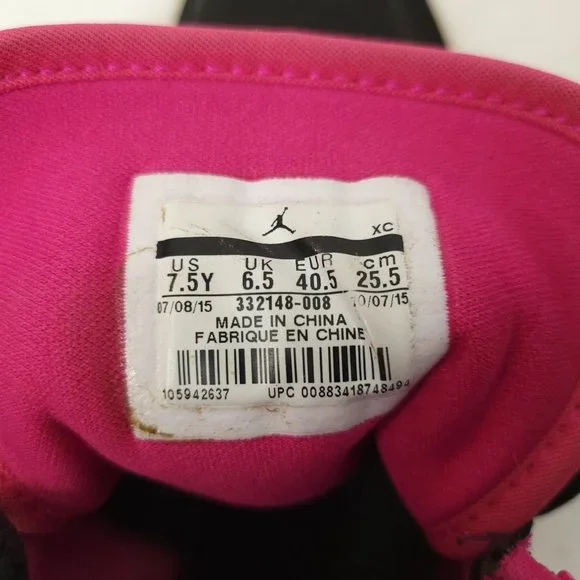 XC
US UK EUR cm
7.5Y 6.5 40.5 25.5
07/08/15 332148-008 10/07/15
MADE IN CHINA
FABRIQUE EN CHINE
105942637 UPC 00883418748494